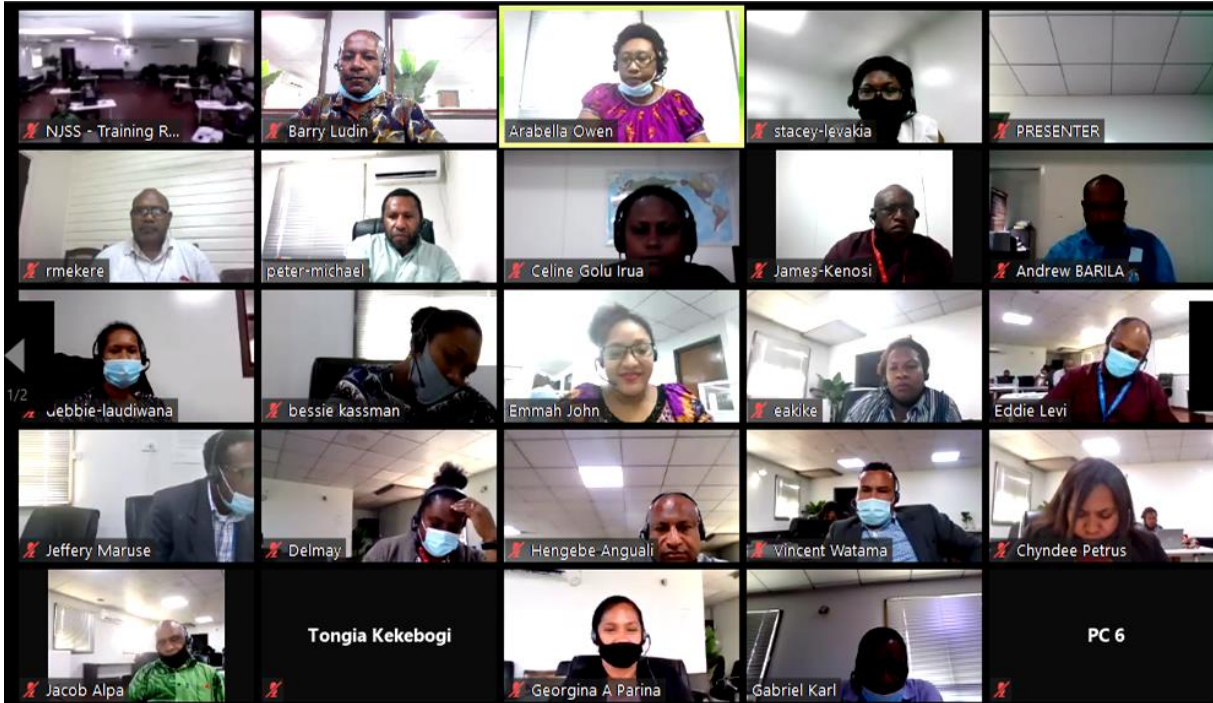 NJSS - Training R...
Barry Ludin
Arabella Owen
stacey-levakia
PRESENTER
rmekere
peter-michael
Celine Golu Irua
James-Kenosi
Andrew BARILA
1/2
debbie-laudiwana
bessie kassman
Emmah John
eakike
Eddie Levi
Jeffery Maruse
Delmay
Hengebe Anguali
Vincent Watama
Chyndee Petrus
Jacob Alpa
Tongia Kekebogi
Georgina A Parina
Gabriel Karl
PC 6